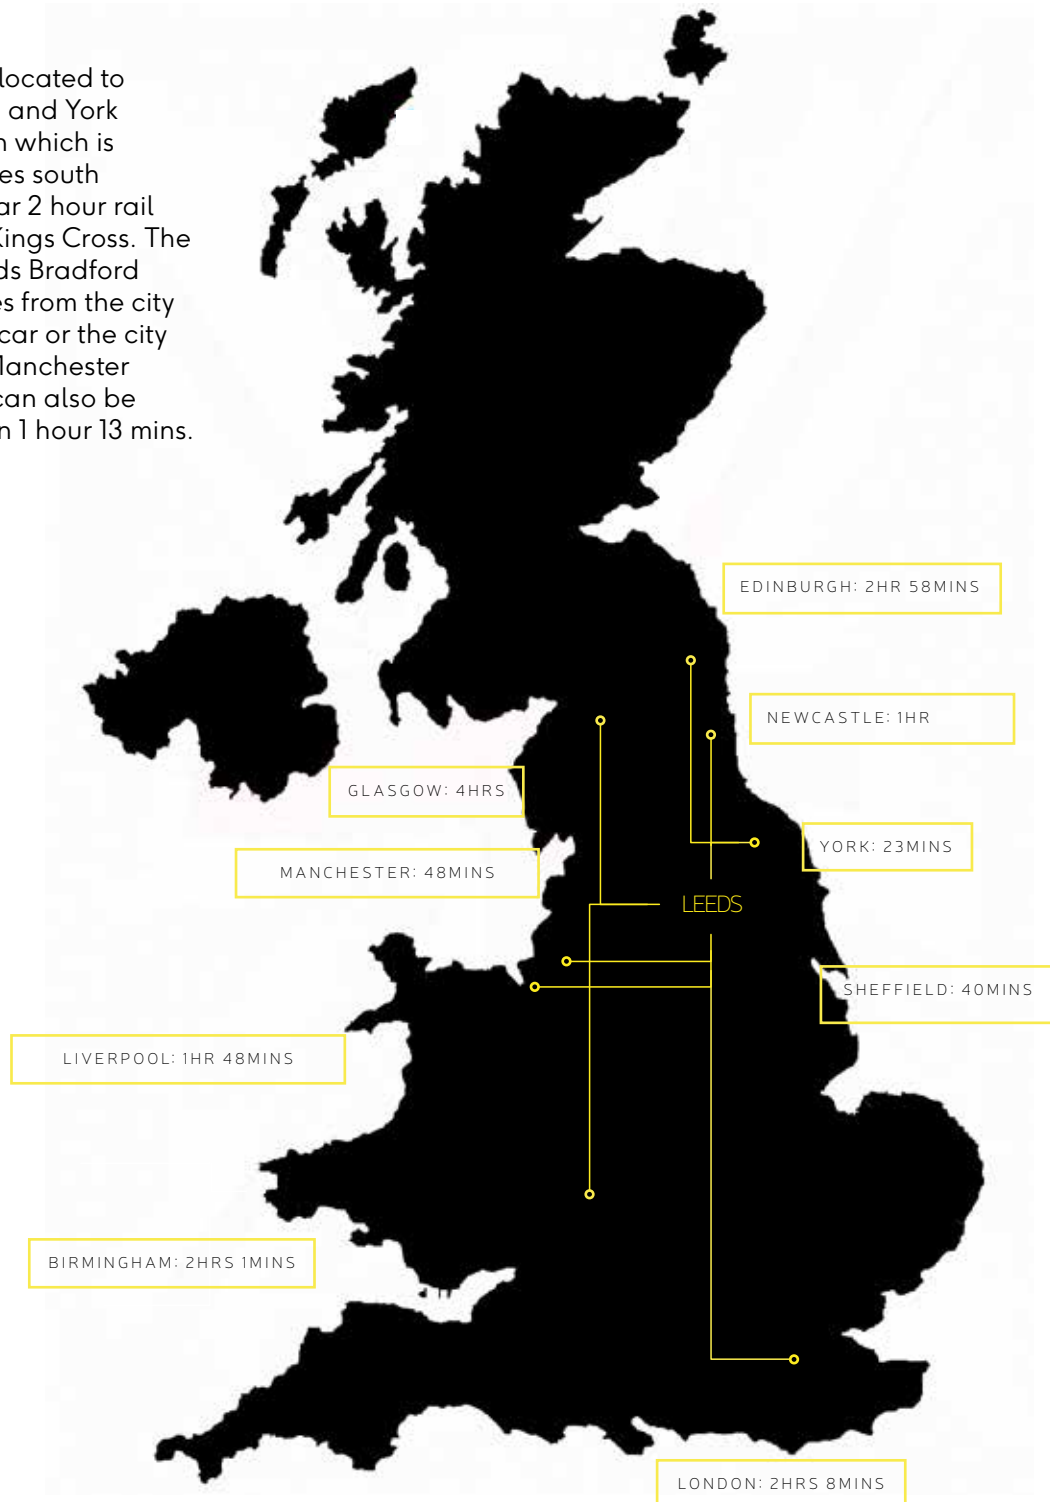 located to
and York
which is
es south
ar 2 hour rail
Kings Cross. The
ds Bradford
es from the city
car or the city
Manchester
can also be
n 1 hour 13 mins.
EDINBURGH: 2HR 58MINS
NEWCASTLE: 1HR
GLASGOW: 4HRS
YORK: 23MINS
MANCHESTER: 48MINS
LEEDS
SHEFFIELD: 40MINS
LIVERPOOL: 1HR 48MINS
BIRMINGHAM: 2HRS 1MINS
LONDON: 2HRS 8MINS